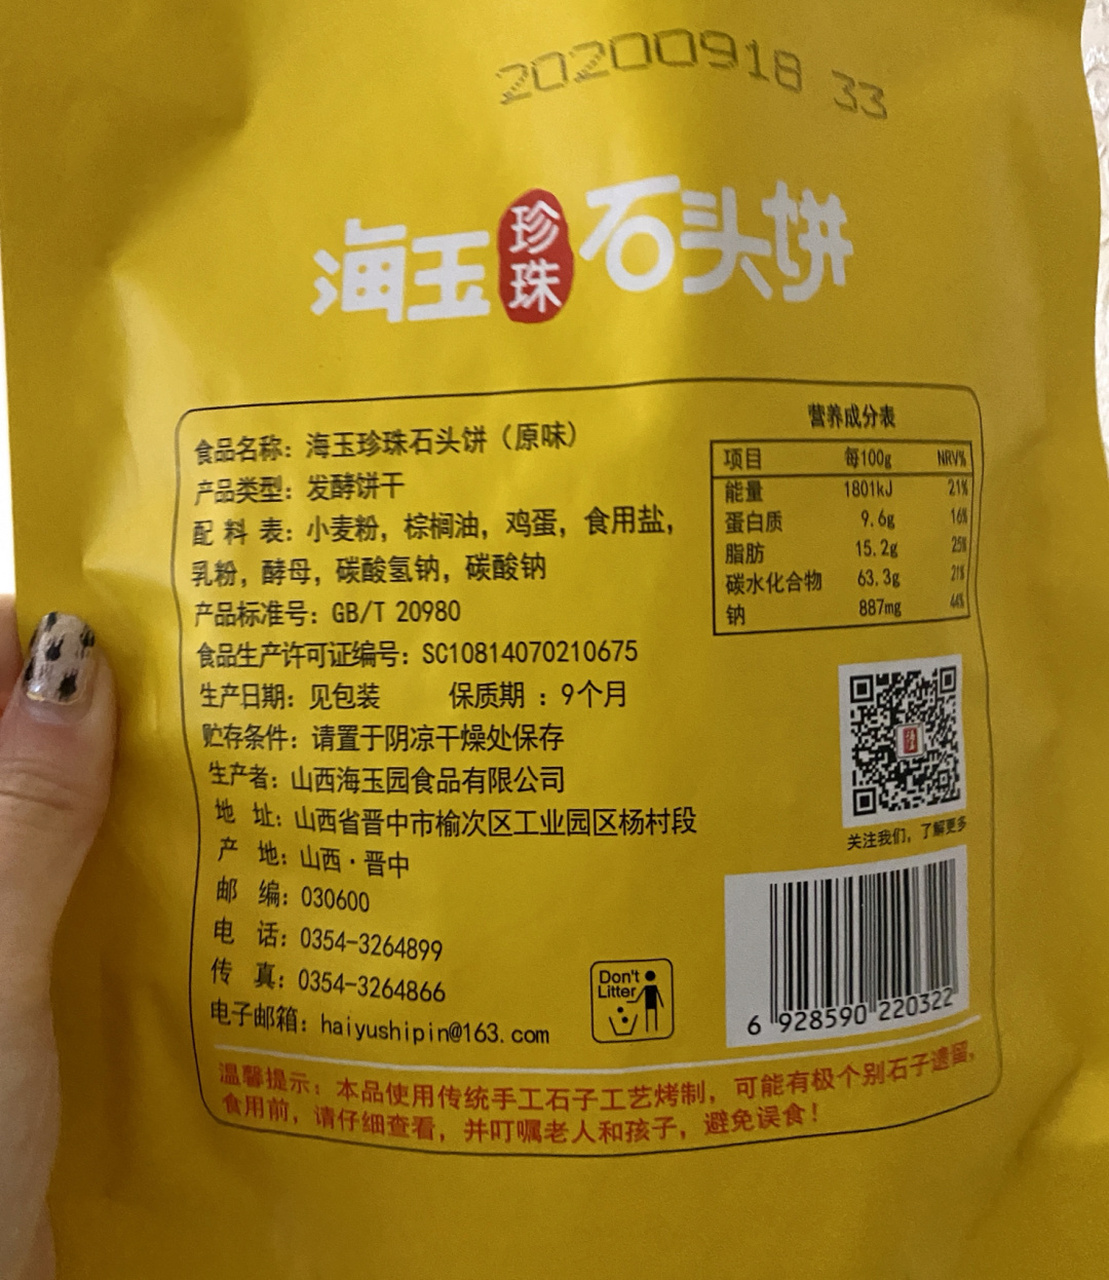 20200918 33
海玉珍珠石头饼
食品名称：海玉珍珠石头饼（原味）
产品类型：发酵饼干
配料表：小麦粉，棕榈油，鸡蛋，食用盐，
乳粉，酵母，碳酸氢钠，碳酸钠
产品标准号：GB/T 20980
食品生产许可证编号：SC10814070210675
生产日期：见包装 保质期：9个月
贮存条件：请置于阴凉干燥处保存
生产者：山西海玉园食品有限公司
地 址：山西省晋中市榆次区工业园区杨村段
产 地：山西·晋中
邮 编：030600
电 话：0354-3264899
传 真：0354-3264866
电子邮箱：haiyushipin@163.com
营养成分表
项目 每100g NRV%
能量 1801kJ 21%
蛋白质 9.6g 16%
脂肪 15.2g 25%
碳水化合物 63.3g 21%
钠 887mg 44%
关注我们，了解更多
Don't
Litter
6 928590 220322
温馨提示：本品使用传统手工石子工艺烤制，可能有极个别石子遗留，
食用前，请仔细查看，并叮嘱老人和孩子，避免误食！